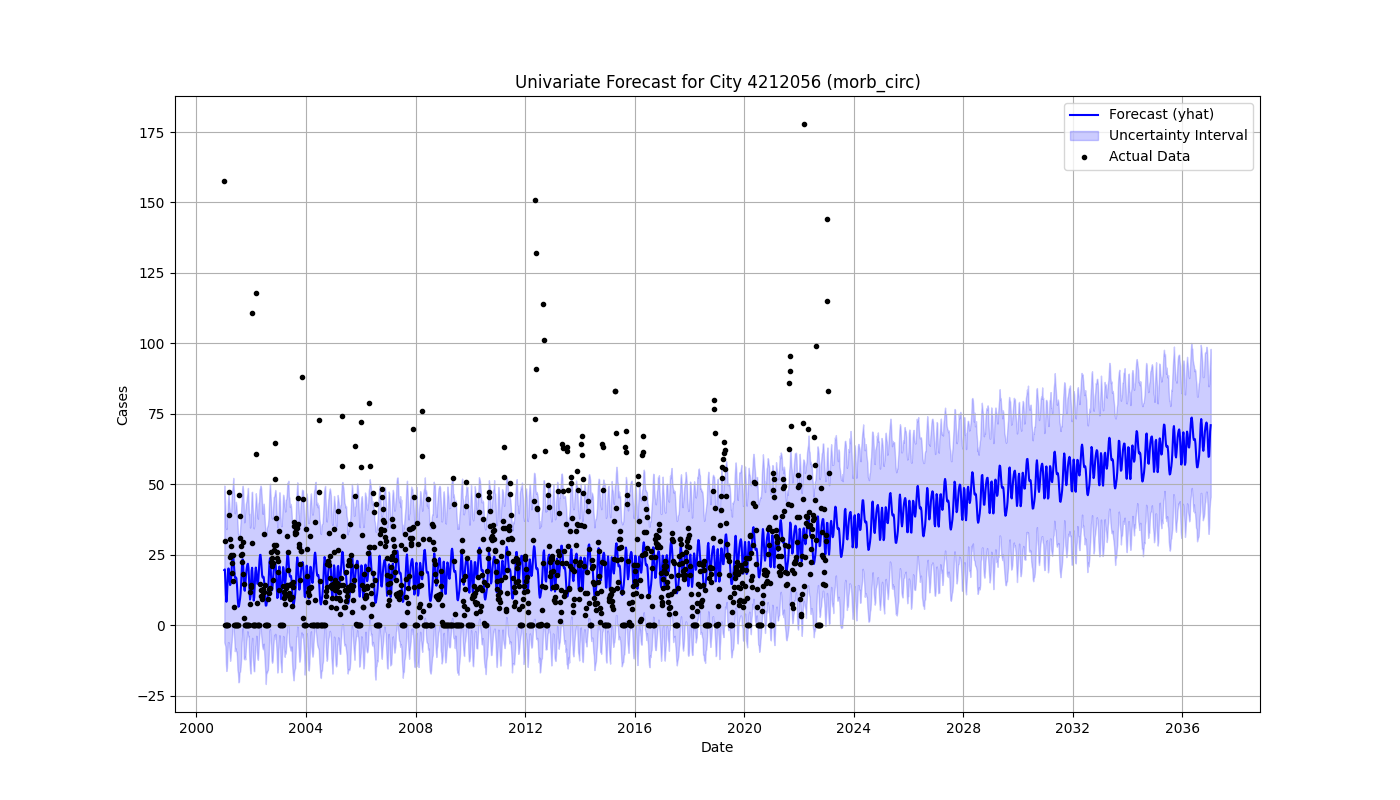 Univariate Forecast for City 4212056 (morb_circ)
Forecast (yhat)
Uncertainty Interval
Actual Data
Cases
175
150
125
100
75
50
25
0
−25
2000 2004 2008 2012 2016 2020 2024 2028 2032 2036
Date